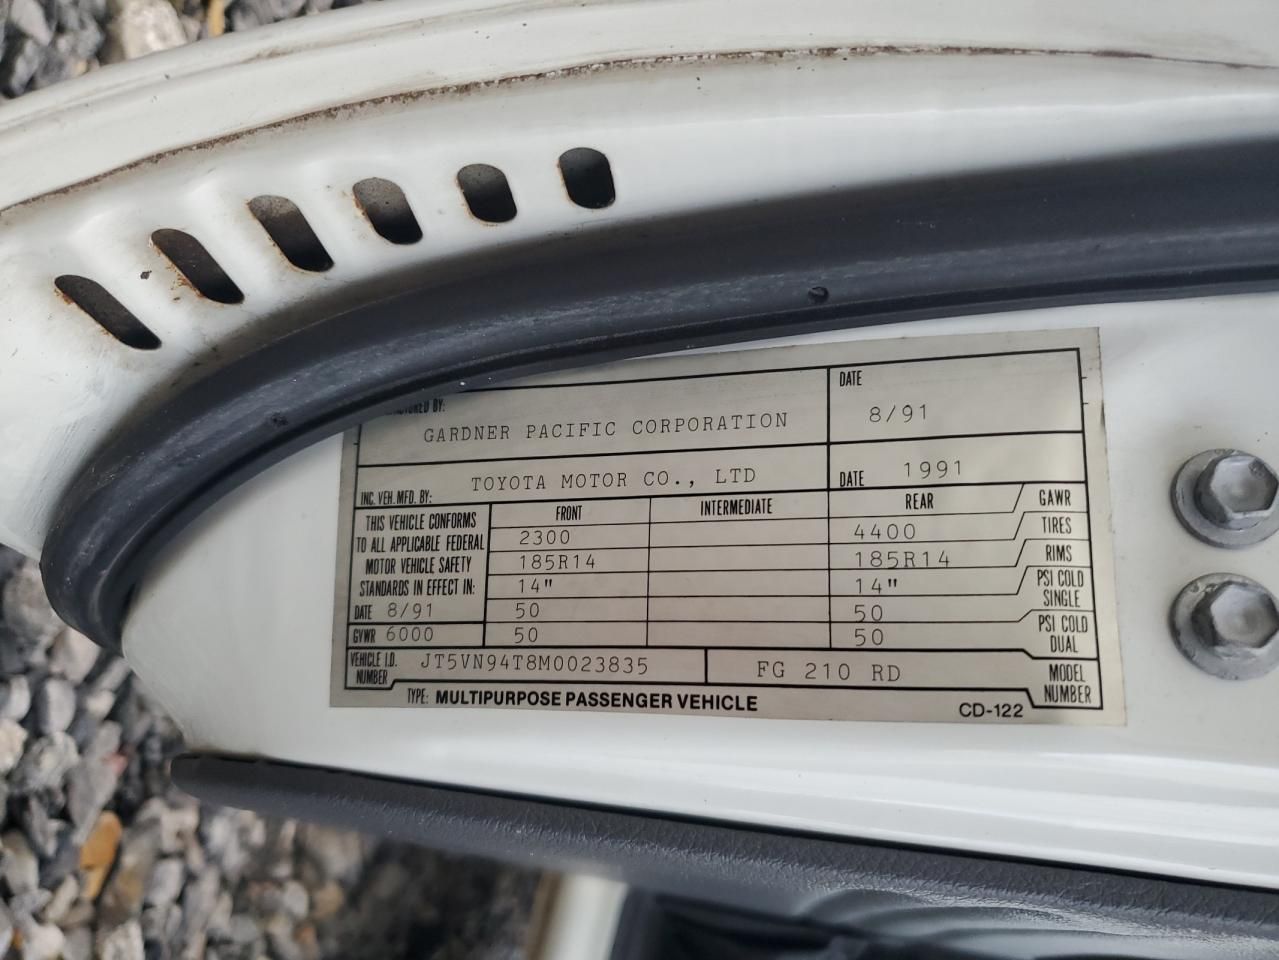 BY: DATE
GARDNER PACIFIC CORPORATION 8/91
INC. VEH. MFD. BY: TOYOTA MOTOR CO., LTD DATE 1991
THIS VEHICLE CONFORMS
TO ALL APPLICABLE FEDERAL
MOTOR VEHICLE SAFETY
STANDARDS IN EFFECT IN:
DATE 8/91
GVWR 6000
FRONT INTERMEDIATE REAR GAWR
2300 4400 TIRES
185R14 185R14 RIMS
14" 14" PSI COLD SINGLE
50 50 PSI COLD DUAL
50 50
VEHICLE I.D. NUMBER JT5VN94T8M0023835 FG 210 RD MODEL NUMBER
TYPE: MULTIPURPOSE PASSENGER VEHICLE CD-122